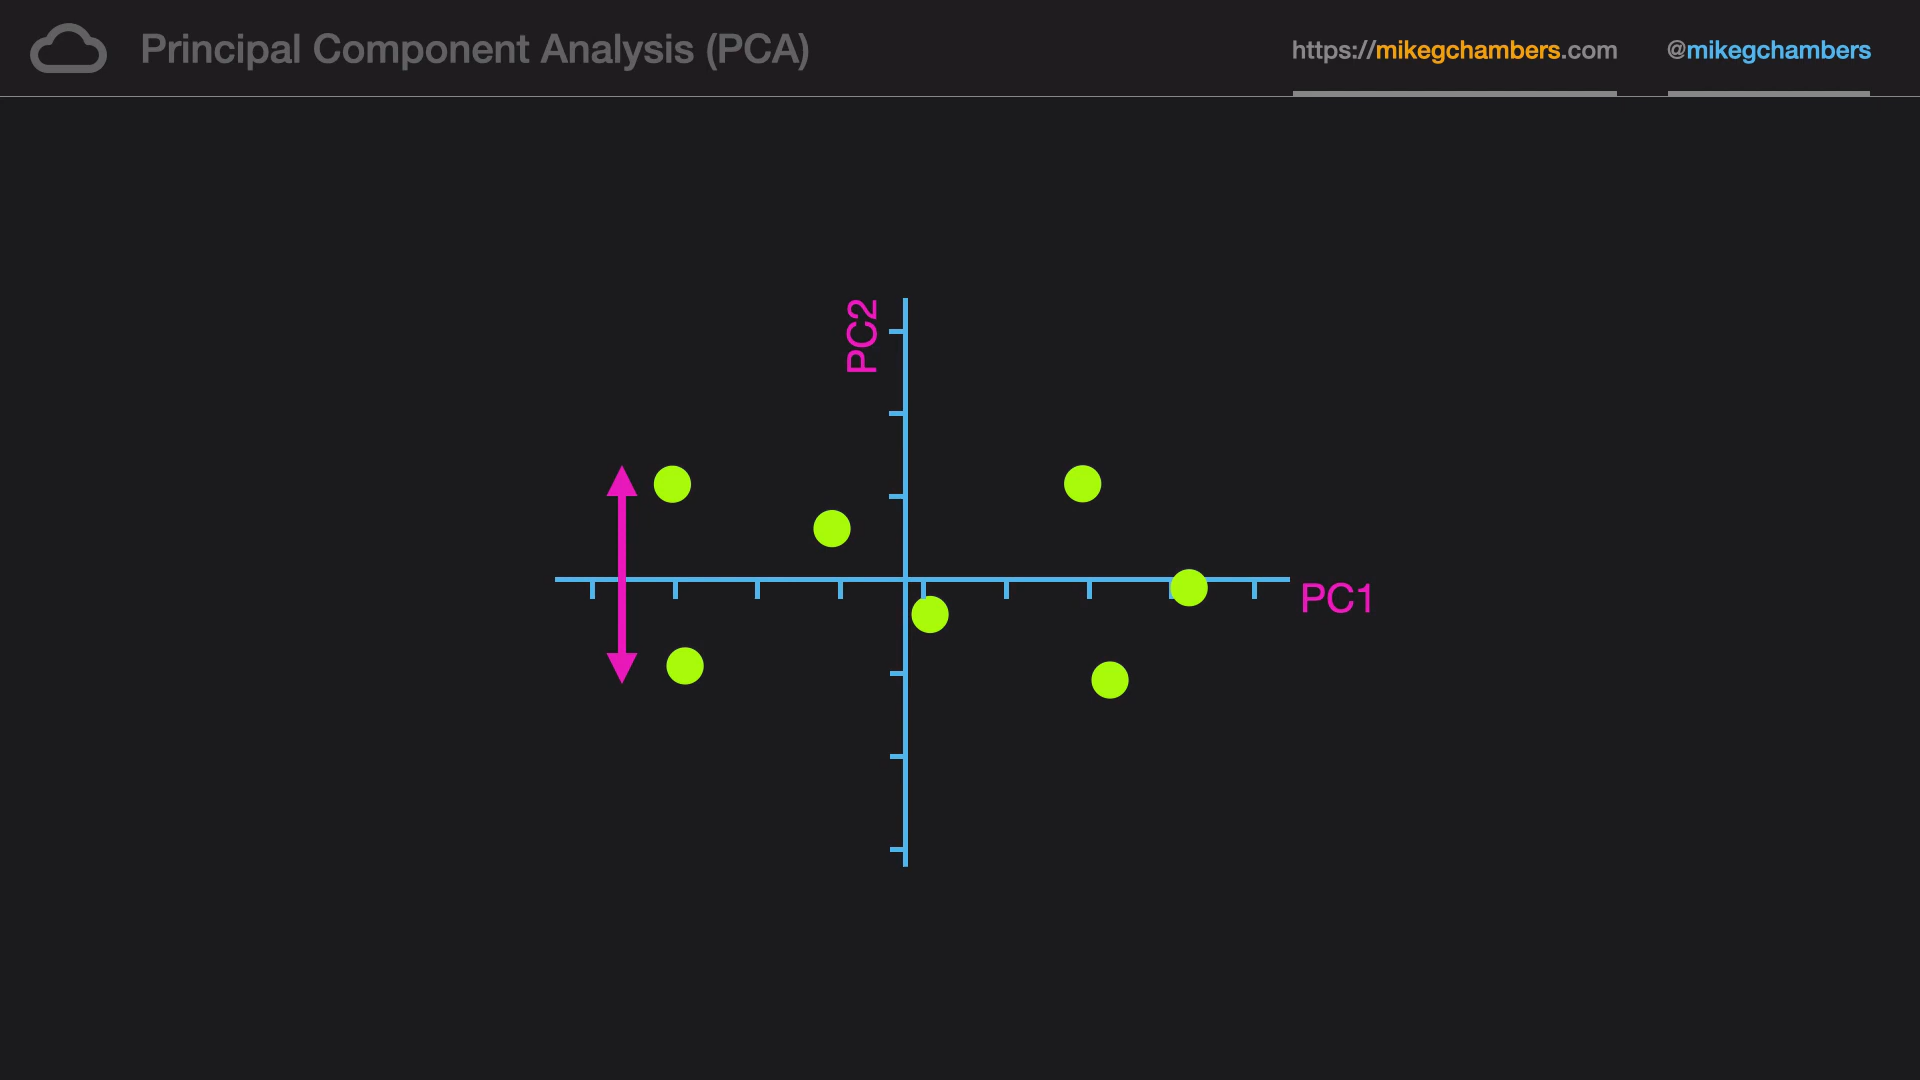 Principal Component Analysis (PCA)
https://mikegchambers.com
@mikegchambers
PC2
PC1